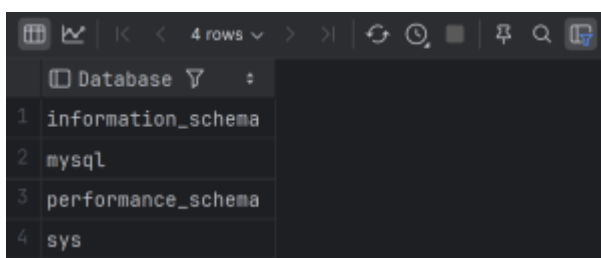 4 rows
Database
1 information_schema
2 mysql
3 performance_schema
4 sys